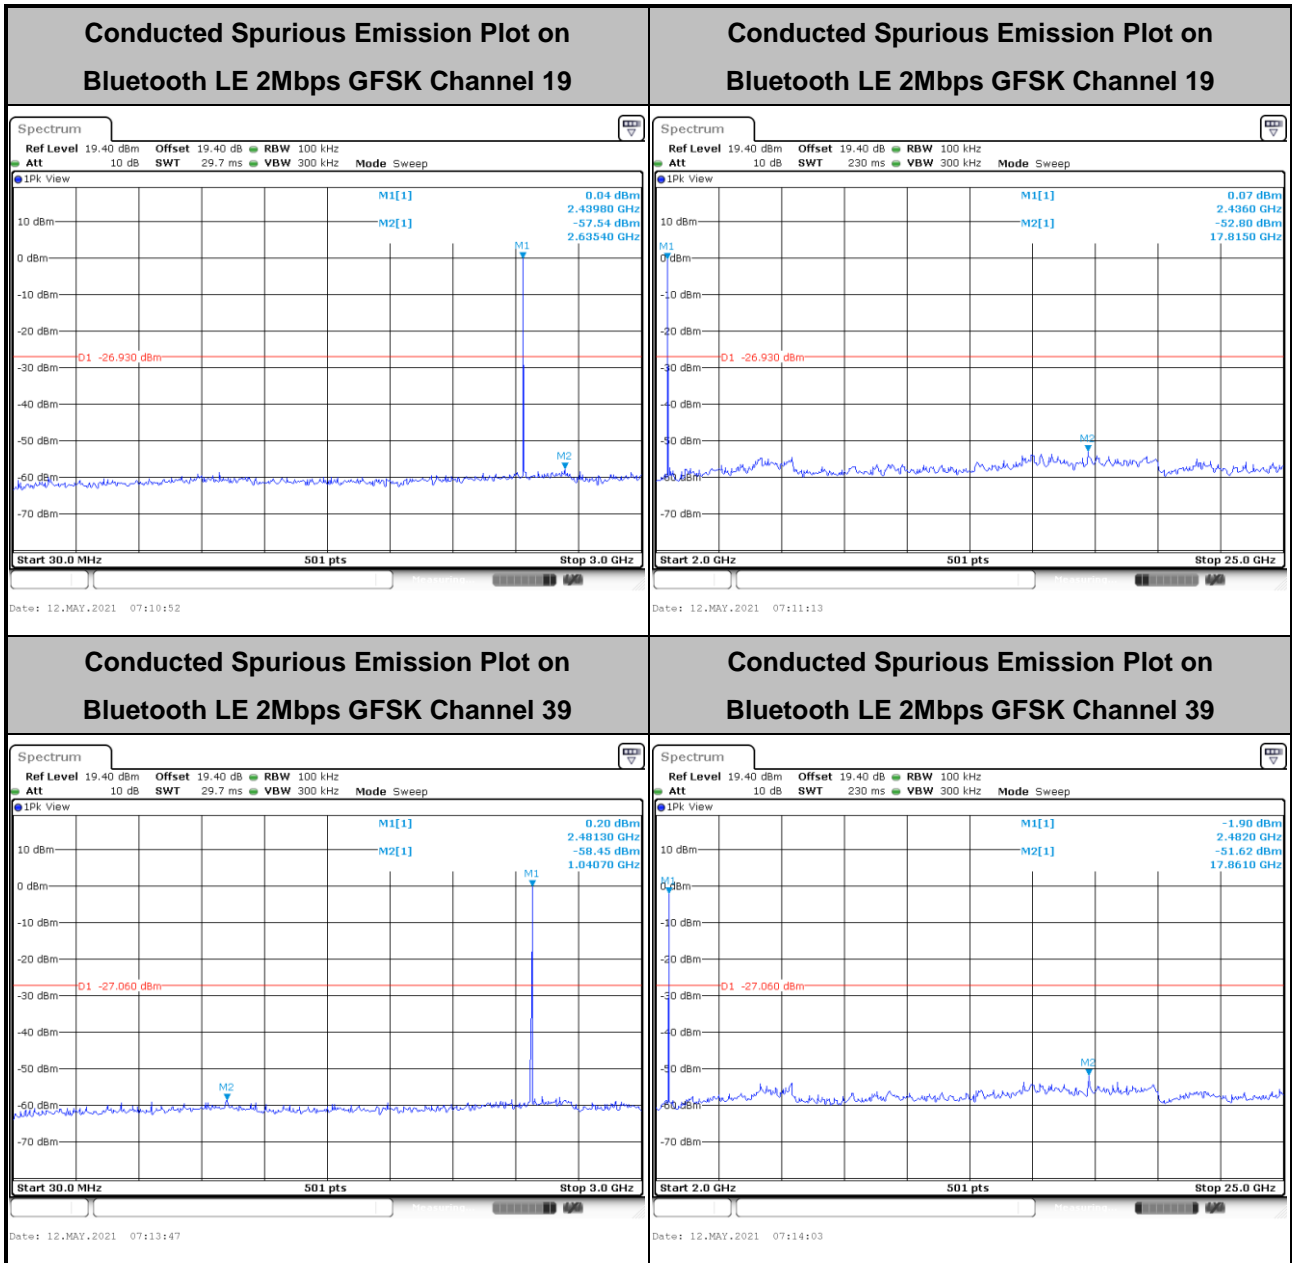 Conducted Spurious Emission Plot on
Bluetooth LE 2Mbps GFSK Channel 19
Spectrum
Ref Level 19.40 dBm Offset 19.40 dB RBW 100 kHz
Att 10 dB SWT 29.7 ms VBW 300 kHz Mode Sweep
1Pk View
M1[1] 0.04 dBm
2.43980 GHz
10 dBm M2[1] -57.54 dBm
2.63540 GHz
M1
0 dBm
-10 dBm
-20 dBm
D1 -26.930 dBm
-30 dBm
-40 dBm
-50 dBm
M2
-60 dBm
-70 dBm
Start 30.0 MHz 501 pts Stop 3.0 GHz
Measuring
Date: 12.MAY.2021 07:10:52
Conducted Spurious Emission Plot on
Bluetooth LE 2Mbps GFSK Channel 19
Spectrum
Ref Level 19.40 dBm Offset 19.40 dB RBW 100 kHz
Att 10 dB SWT 230 ms VBW 300 kHz Mode Sweep
1Pk View
M1[1] 0.07 dBm
2.4360 GHz
10 dBm M2[1] -52.80 dBm
17.8150 GHz
M1
0 dBm
-10 dBm
-20 dBm
D1 -26.930 dBm
-30 dBm
-40 dBm
-50 dBm
M2
-60 dBm
-70 dBm
Start 2.0 GHz 501 pts Stop 25.0 GHz
Measuring
Date: 12.MAY.2021 07:11:13
Conducted Spurious Emission Plot on
Bluetooth LE 2Mbps GFSK Channel 39
Spectrum
Ref Level 19.40 dBm Offset 19.40 dB RBW 100 kHz
Att 10 dB SWT 29.7 ms VBW 300 kHz Mode Sweep
1Pk View
M1[1] 0.20 dBm
2.48130 GHz
10 dBm M2[1] -58.45 dBm
1.04070 GHz
M1
0 dBm
-10 dBm
-20 dBm
D1 -27.060 dBm
-30 dBm
-40 dBm
-50 dBm
M2
-60 dBm
-70 dBm
Start 30.0 MHz 501 pts Stop 3.0 GHz
Measuring
Date: 12.MAY.2021 07:13:47
Conducted Spurious Emission Plot on
Bluetooth LE 2Mbps GFSK Channel 39
Spectrum
Ref Level 19.40 dBm Offset 19.40 dB RBW 100 kHz
Att 10 dB SWT 230 ms VBW 300 kHz Mode Sweep
1Pk View
M1[1] -1.90 dBm
2.4820 GHz
10 dBm M2[1] -51.62 dBm
17.8610 GHz
M1
0 dBm
-10 dBm
-20 dBm
D1 -27.060 dBm
-30 dBm
-40 dBm
-50 dBm
M2
-60 dBm
-70 dBm
Start 2.0 GHz 501 pts Stop 25.0 GHz
Measuring
Date: 12.MAY.2021 07:14:03